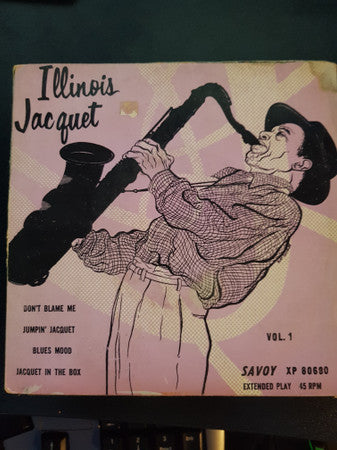 Illinois
Jacquet
DON'T BLAME ME
JUMPIN' JACQUET
BLUES MOOD
JACQUET IN THE BOX
VOL. 1
SAVOY XP 80680
EXTENDED PLAY 45 RPM